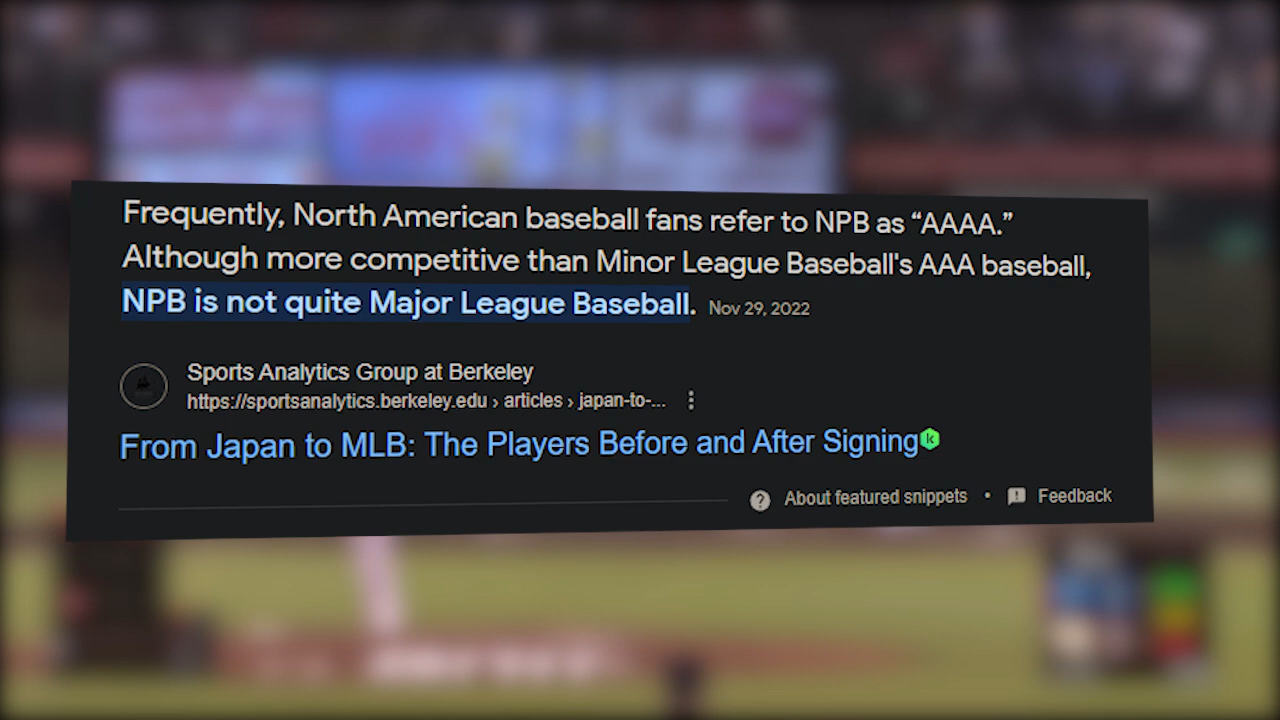 Frequently, North American baseball fans refer to NPB as “AAAA.”
Although more competitive than Minor League Baseball's AAA baseball,
NPB is not quite Major League Baseball. Nov 29, 2022
Sports Analytics Group at Berkeley
https://sportsanalytics.berkeley.edu › articles › japan-to-...
From Japan to MLB: The Players Before and After Signing
About featured snippets • Feedback